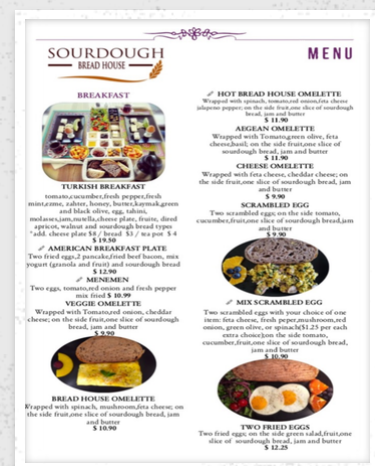 SOURDOUGH
BREAD HOUSE
MENU
BREAKFAST
TURKISH BREAKFAST
tomato,cucumber,fresh pepper,fresh
mint,ezme, zahter, honey, butter,kaymak,green
and black olive, egg, tahini,
molasses,jam,nutella,cheese plate, fruite, dired
apricot, walnut and sourdough bread types
*add. cheese plate $8 / bread $3 / tea pot $ 4
$ 19.50
AMERICAN BREAKFAST PLATE
Two fried eggs,2 pancake,fried beef bacon, mix
yogurt (granola and fruit) and sourdough bread
$ 12.90
MENEMEN
Two eggs, tomato,red onion and fresh pepper
mix fried $ 10.99
VEGGIE OMELETTE
Wrapped with Tomato,red onion, cheddar
cheese; on the side fruit,one slice of sourdough
bread, jam and butter
$ 9.90
BREAD HOUSE OMELETTE
Wrapped with spinach, mushroom,feta cheese; on
the side fruit,one slice of sourdough bread, jam
and butter
$ 10.90
HOT BREAD HOUSE OMELETTE
Wrapped with spinach, tomato,red onion,feta cheese
jalapeno pepper; on the side fruit,one slice of sourdough
bread, jam and butter
$ 11.90
AEGEAN OMELETTE
Wrapped with Tomato,green olive, feta
cheese,basil; on the side fruit,one slice of
sourdough bread, jam and butter
$ 11.90
CHEESE OMELETTE
Wrapped with feta cheese, cheddar cheese; on
the side fruit,one slice of sourdough bread, jam
and butter
$ 9.90
SCRAMBLED EGG
Two scrambled eggs; on the side, tomato,
cucumber,fruit,one slice of sourdough bread,jam
and butter
$ 9.90
MIX SCRAMBLED EGG
Two scrambled eggs with your choice of one
item: feta cheese, fresh peper,mushroom,red
onion, green olive, or spinach($1.25 per each
extra choice);on the side tomato,
cucumber,fruit,one slice of sourdough bread,
jam and butter
$ 10.90
TWO FRIED EGGS
Two fried eggs; on the side green salad,fruit,one
slice of sourdough bread, jam and butter
$ 12.25